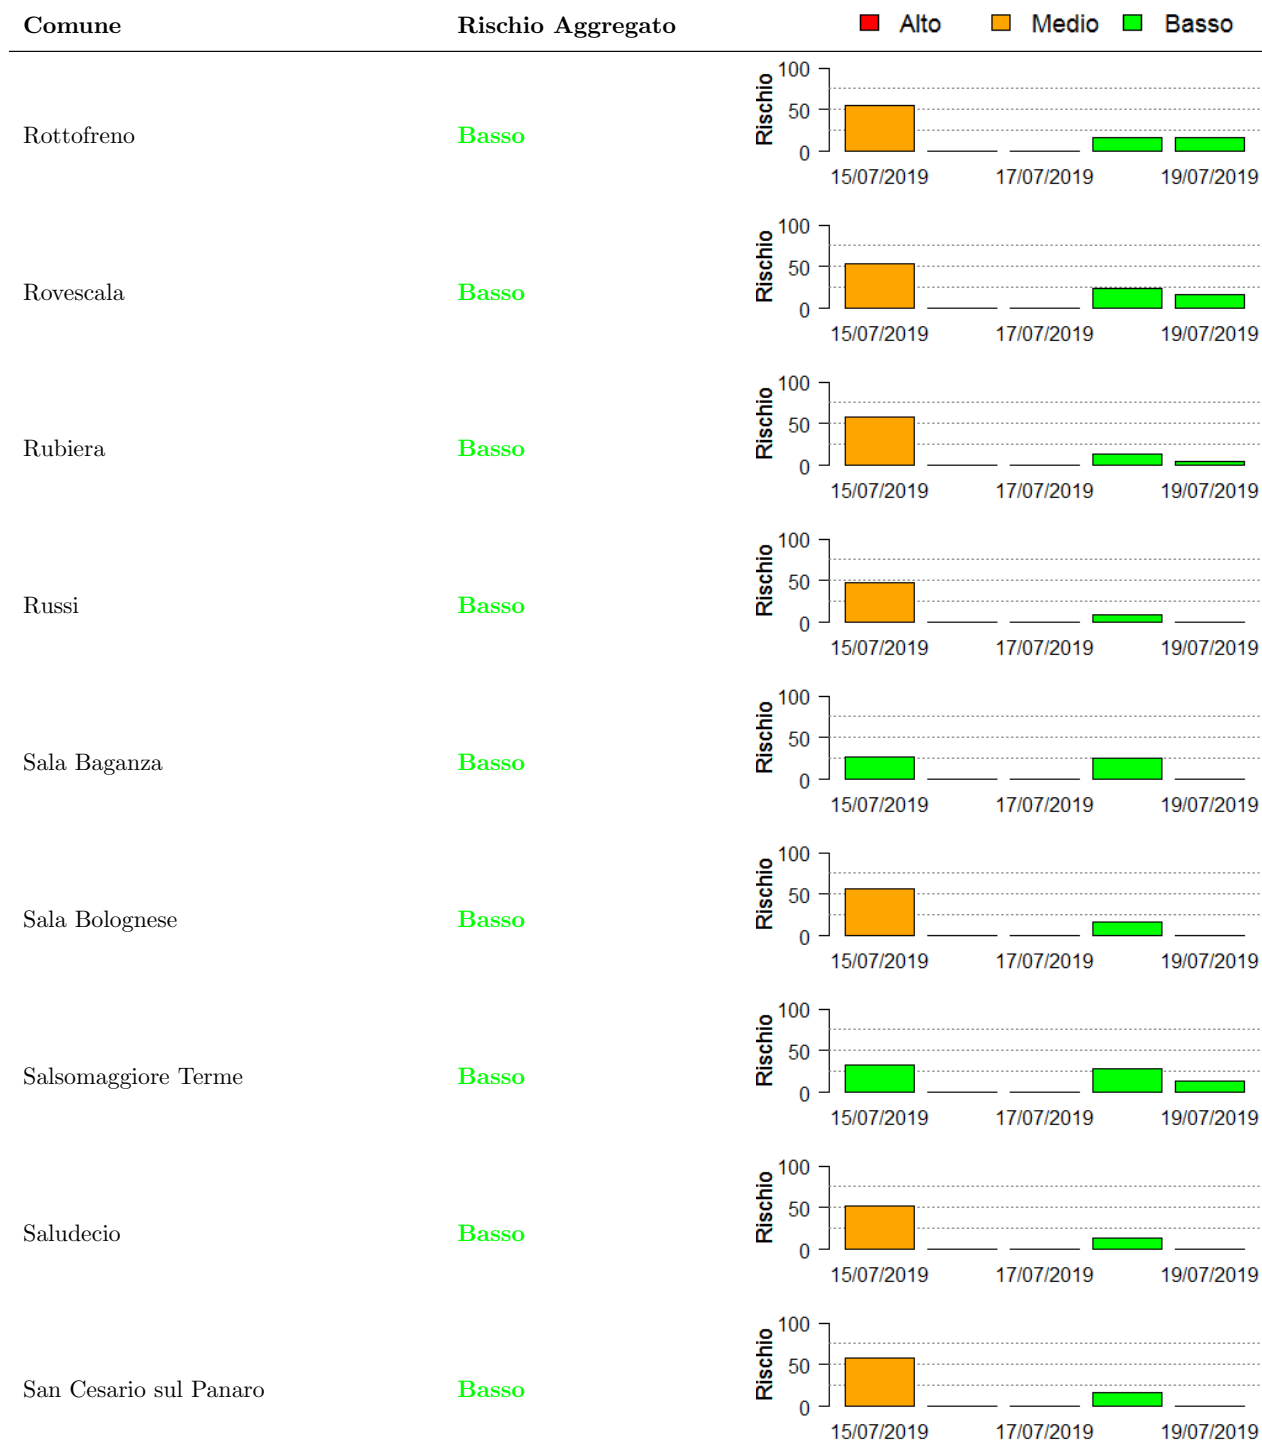 Comune Rischio Aggregato Alto Medio Basso
Rottofreno Basso
Rischio
100
50
0
15/07/2019 17/07/2019 19/07/2019
Rovescala Basso
Rischio
100
50
0
15/07/2019 17/07/2019 19/07/2019
Rubiera Basso
Rischio
100
50
0
15/07/2019 17/07/2019 19/07/2019
Russi Basso
Rischio
100
50
0
15/07/2019 17/07/2019 19/07/2019
Sala Baganza Basso
Rischio
100
50
0
15/07/2019 17/07/2019 19/07/2019
Sala Bolognese Basso
Rischio
100
50
0
15/07/2019 17/07/2019 19/07/2019
Salsomaggiore Terme Basso
Rischio
100
50
0
15/07/2019 17/07/2019 19/07/2019
Saludecio Basso
Rischio
100
50
0
15/07/2019 17/07/2019 19/07/2019
San Cesario sul Panaro Basso
Rischio
100
50
0
15/07/2019 17/07/2019 19/07/2019